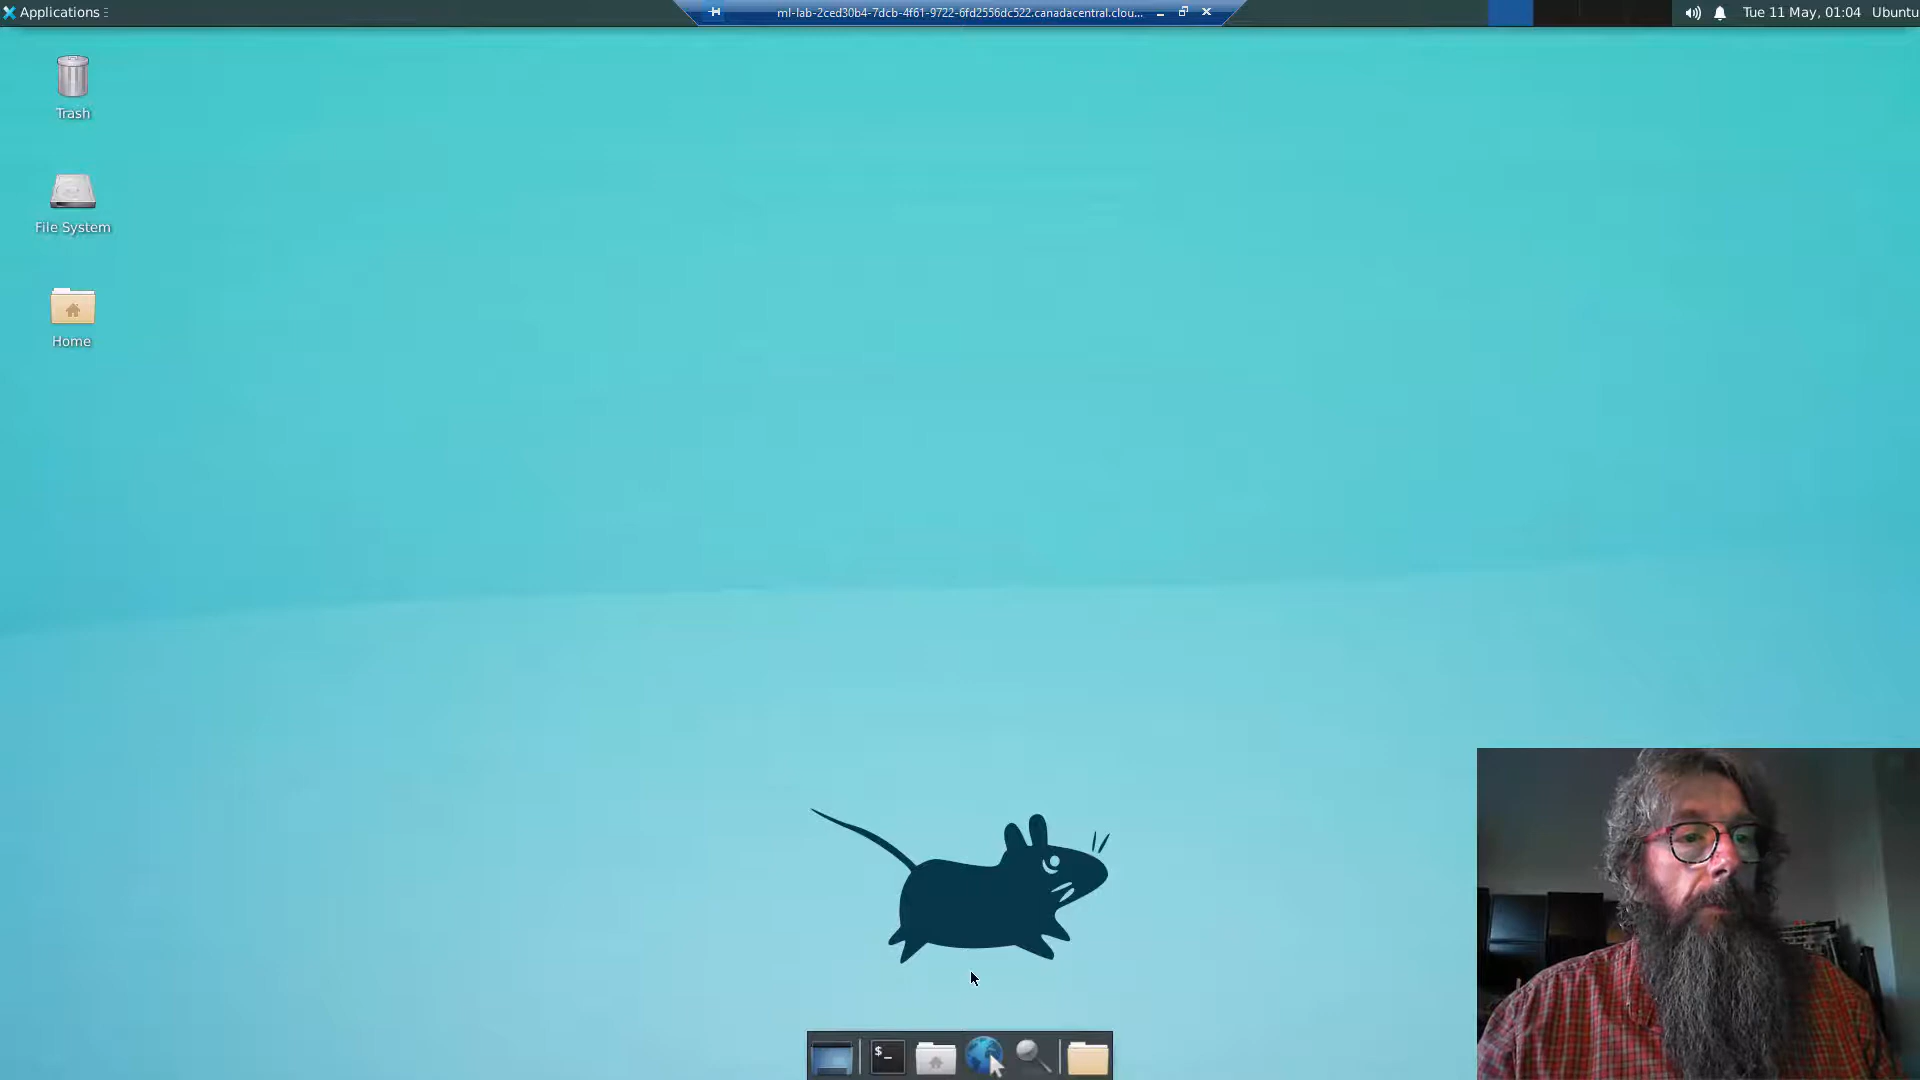 Applications
ml-lab-2ced30b4-7dcb-4f61-9722-6fd2556dc522.canadacentral.clou...
Tue 11 May, 01:04 Ubuntu
Trash
File System
Home
$_